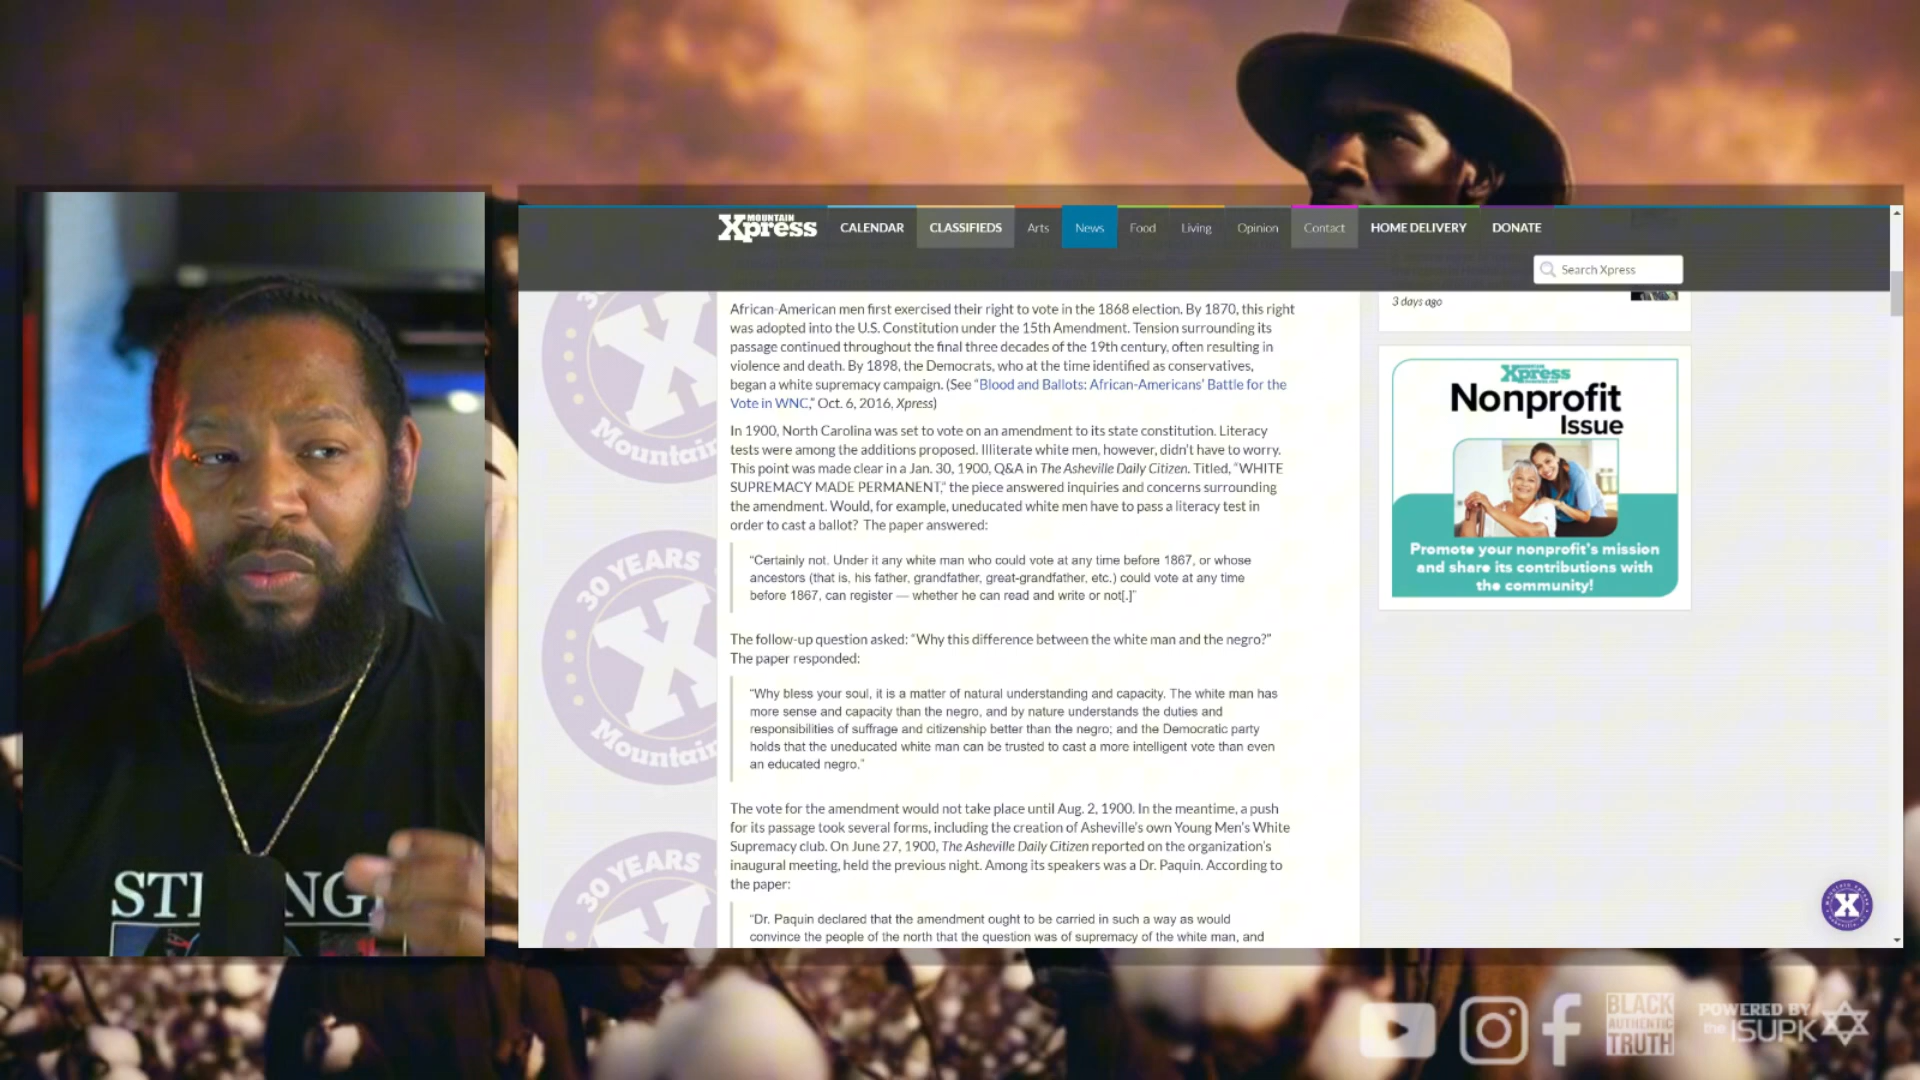 MOUNTAIN
Xpress
CALENDAR
CLASSIFIEDS
Arts
News
Food
Living
Opinion
Contact
HOME DELIVERY
DONATE
Search Xpress
African-American men first exercised their right to vote in the 1868 election. By 1870, this right
was adopted into the U.S. Constitution under the 15th Amendment. Tension surrounding its
passage continued throughout the final three decades of the 19th century, often resulting in
violence and death. By 1898, the Democrats, who at the time identified as conservatives,
began a white supremacy campaign. (See “Blood and Ballots: African-Americans’ Battle for the
Vote in WNC,” Oct. 6, 2016, Xpress)
In 1900, North Carolina was set to vote on an amendment to its state constitution. Literacy
tests were among the additions proposed. Illiterate white men, however, didn’t have to worry.
This point was made clear in a Jan. 30, 1900, Q&A in The Asheville Daily Citizen. Titled, “WHITE
SUPREMACY MADE PERMANENT,” the piece answered inquiries and concerns surrounding
the amendment. Would, for example, uneducated white men have to pass a literacy test in
order to cast a ballot? The paper answered:
“Certainly not. Under it any white man who could vote at any time before 1867, or whose
ancestors (that is, his father, grandfather, great-grandfather, etc.) could vote at any time
before 1867, can register — whether he can read and write or not[.]”
The follow-up question asked: “Why this difference between the white man and the negro?”
The paper responded:
“Why bless your soul, it is a matter of natural understanding and capacity. The white man has
more sense and capacity than the negro, and by nature understands the duties and
responsibilities of suffrage and citizenship better than the negro; and the Democratic party
holds that the uneducated white man can be trusted to cast a more intelligent vote than even
an educated negro.”
The vote for the amendment would not take place until Aug. 2, 1900. In the meantime, a push
for its passage took several forms, including the creation of Asheville’s own Young Men’s White
Supremacy club. On June 27, 1900, The Asheville Daily Citizen reported on the organization’s
inaugural meeting, held the previous night. Among its speakers was a Dr. Paquin. According to
the paper:
“Dr. Paquin declared that the amendment ought to be carried in such a way as would
convince the people of the north that the question was of supremacy of the white man, and
3 days ago
MOUNTAIN
Xpress
Nonprofit
Issue
Promote your nonprofit's mission
and share its contributions with
the community!
X
30
X
Mountain
30 YEARS
X
Mountain
30 YEARS
X
BLACK
AUTHENTIC
TRUTH
POWERED BY
the ISUPK